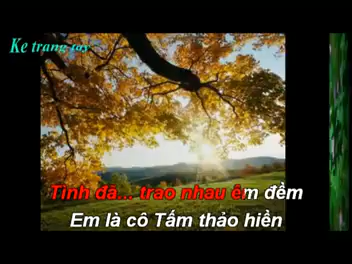 Ke trang tay
Tình đã... trao nhau êm đềm
Em là cô Tấm thảo hiền